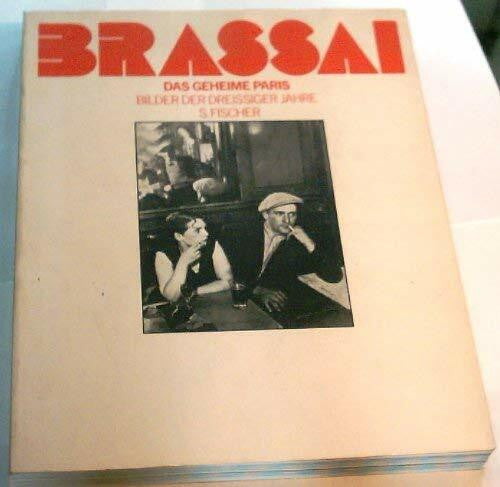 BRASSAI
DAS GEHEIME PARIS
BILDER DER DREISSIGER JAHRE
S. FISCHER